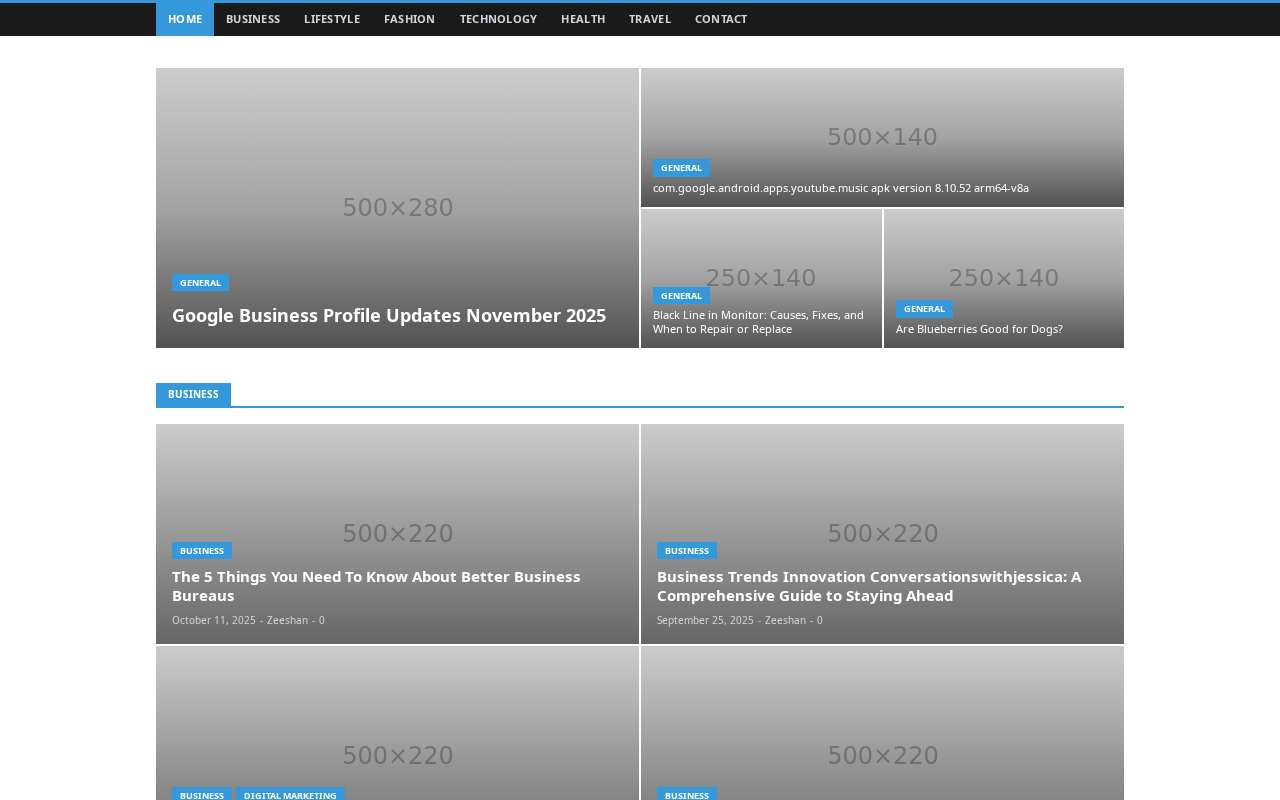 HOME BUSINESS LIFESTYLE FASHION TECHNOLOGY HEALTH TRAVEL CONTACT
500×280
GENERAL
Google Business Profile Updates November 2025
500×140
GENERAL
com.google.android.apps.youtube.music apk version 8.10.52 arm64-v8a
250×140
GENERAL
Black Line in Monitor: Causes, Fixes, and
When to Repair or Replace
250×140
GENERAL
Are Blueberries Good for Dogs?
BUSINESS
500×220
BUSINESS
The 5 Things You Need To Know About Better Business
Bureaus
October 11, 2025 - Zeeshan - 0
500×220
BUSINESS
Business Trends Innovation Conversationswithjessica: A
Comprehensive Guide to Staying Ahead
September 25, 2025 - Zeeshan - 0
500×220
BUSINESS DIGITAL MARKETING
500×220
BUSINESS